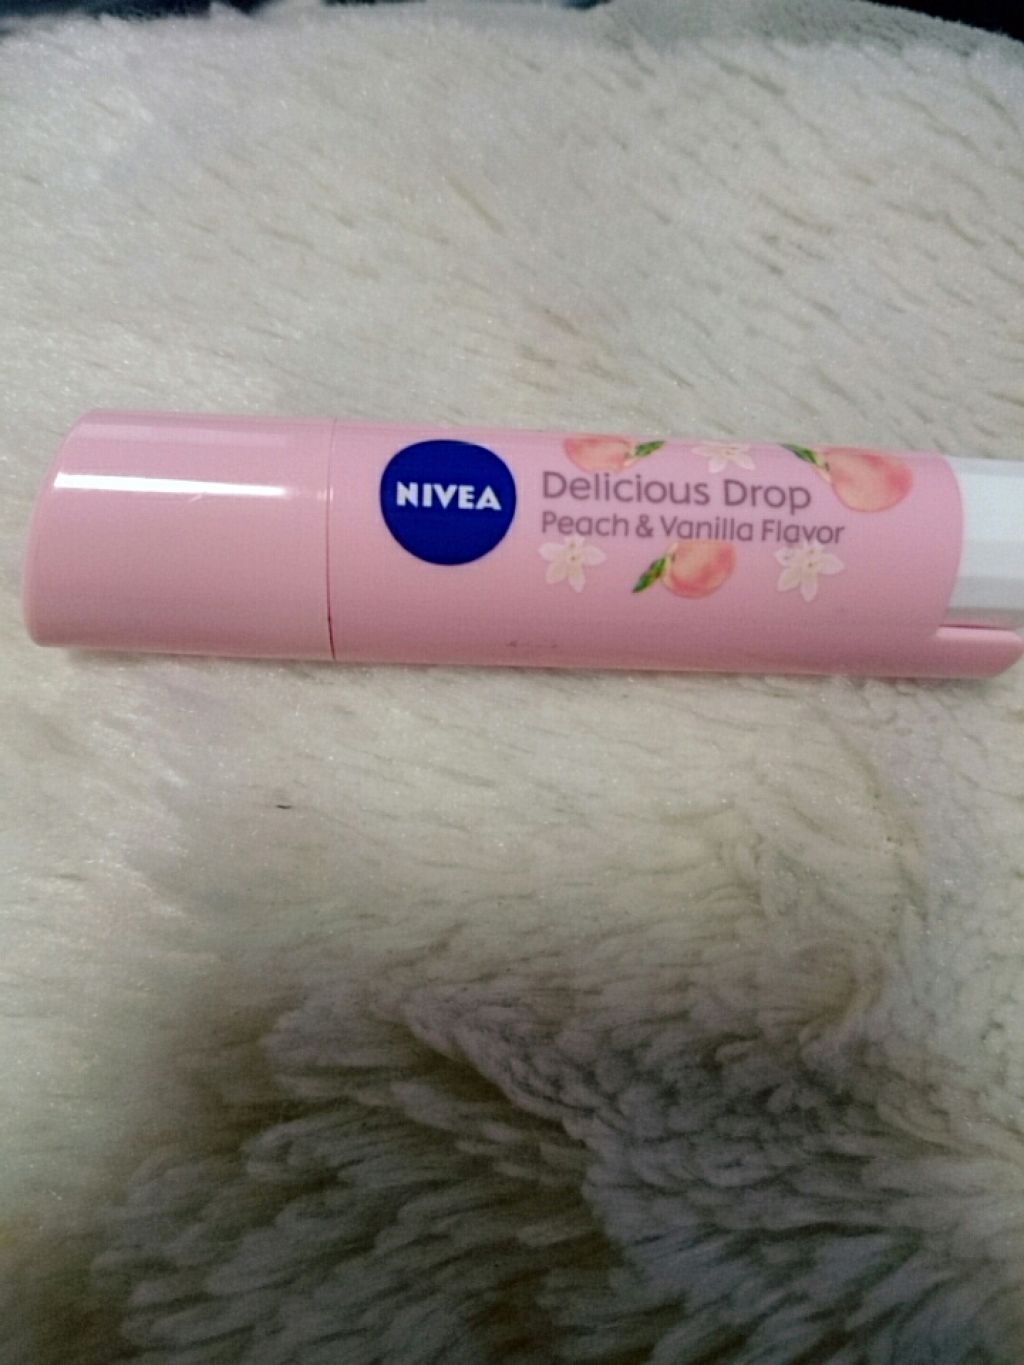 NIVEA
Delicious Drop
Peach & Vanilla Flavor